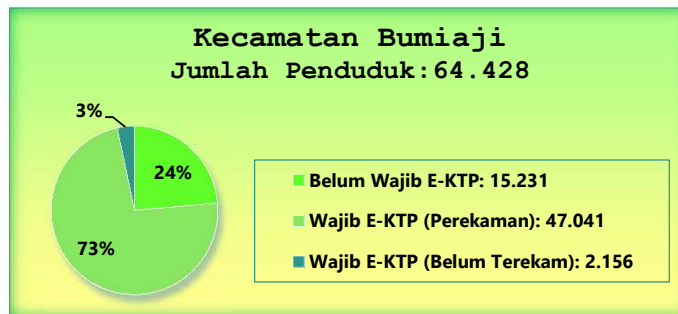 Kecamatan Bumiaji
Jumlah Penduduk:64.428
3%
24%
73%
Belum Wajib E-KTP: 15.231
Wajib E-KTP (Perekaman): 47.041
Wajib E-KTP (Belum Terekam): 2.156